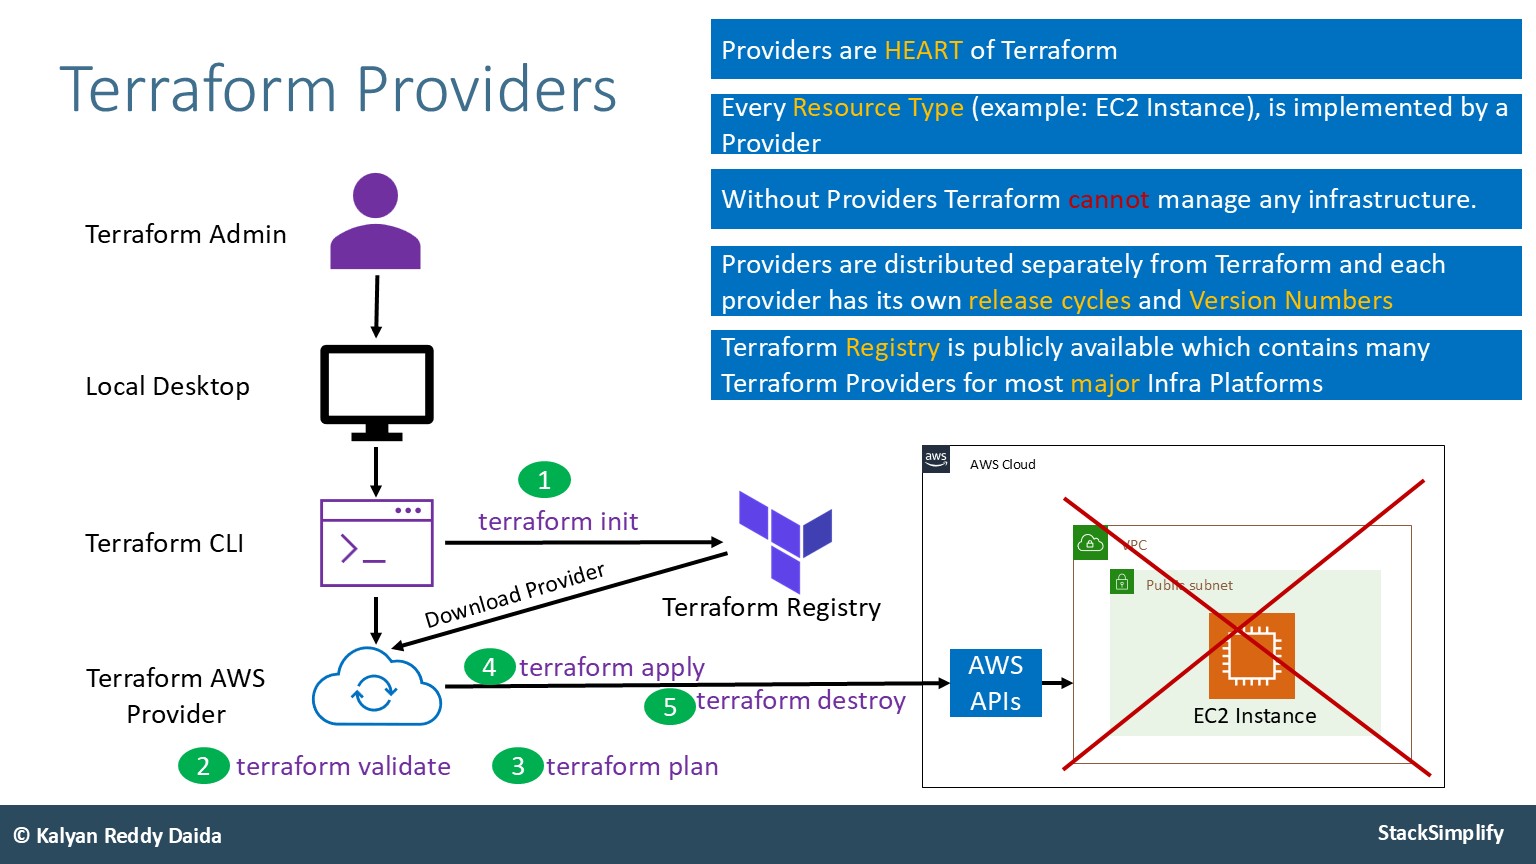 Terraform Providers
Providers are HEART of Terraform
Every Resource Type (example: EC2 Instance), is implemented by a
Provider
Without Providers Terraform cannot manage any infrastructure.
Providers are distributed separately from Terraform and each
provider has its own release cycles and Version Numbers
Terraform Registry is publicly available which contains many
Terraform Providers for most major Infra Platforms
Terraform Admin
Local Desktop
Terraform CLI
1
terraform init
Download Provider
Terraform Registry
Terraform AWS
Provider
4 terraform apply
5 terraform destroy
2 terraform validate
3 terraform plan
aws
AWS Cloud
VPC
Public subnet
AWS
APIs
EC2 Instance
© Kalyan Reddy Daida
StackSimplify